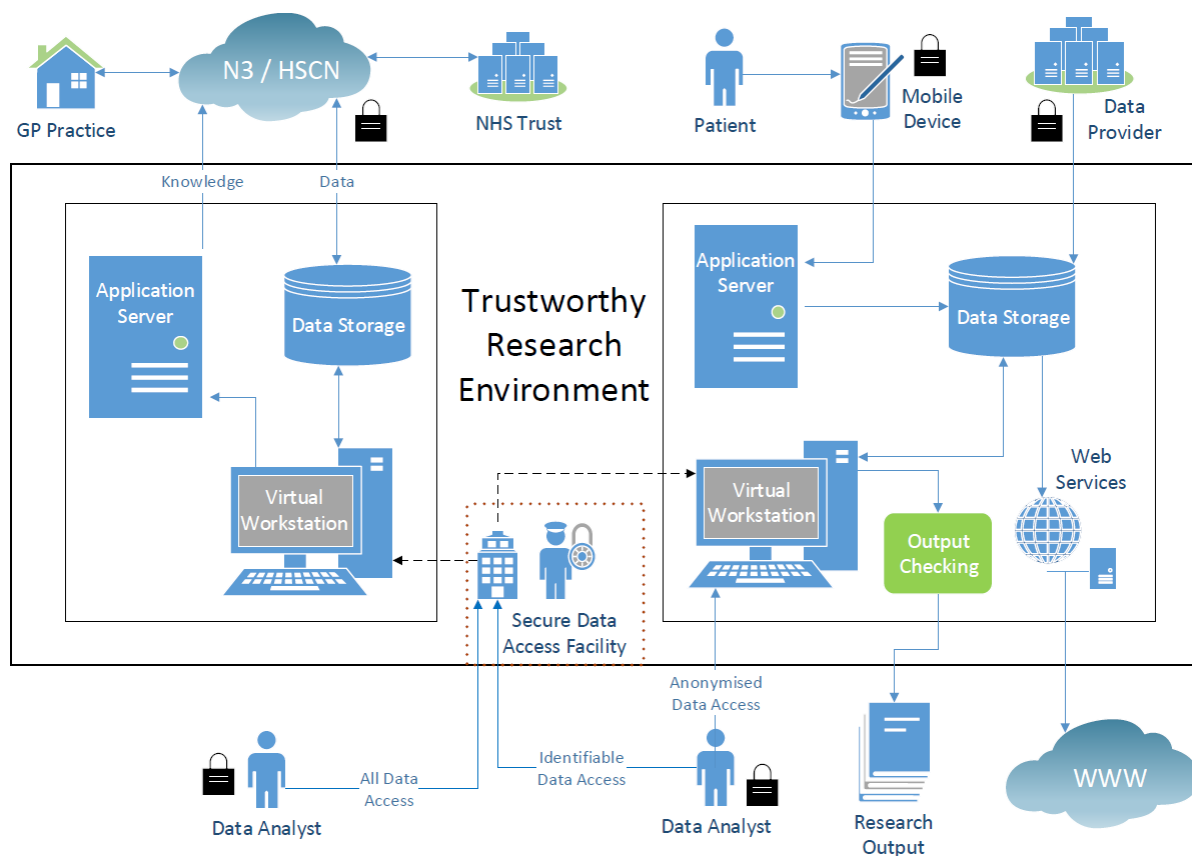 N3 / HSCN
GP Practice
NHS Trust
Patient
Mobile
Device
Data
Provider
Knowledge
Data
Application
Server
Data Storage
Virtual
Workstation
Trustworthy
Research
Environment
Application
Server
Data Storage
Virtual
Workstation
Web
Services
Output
Checking
Secure Data
Access Facility
Anonymised
Data Access
Identifiable
Data Access
All Data
Access
Data Analyst
Data Analyst
Research
Output
WWW